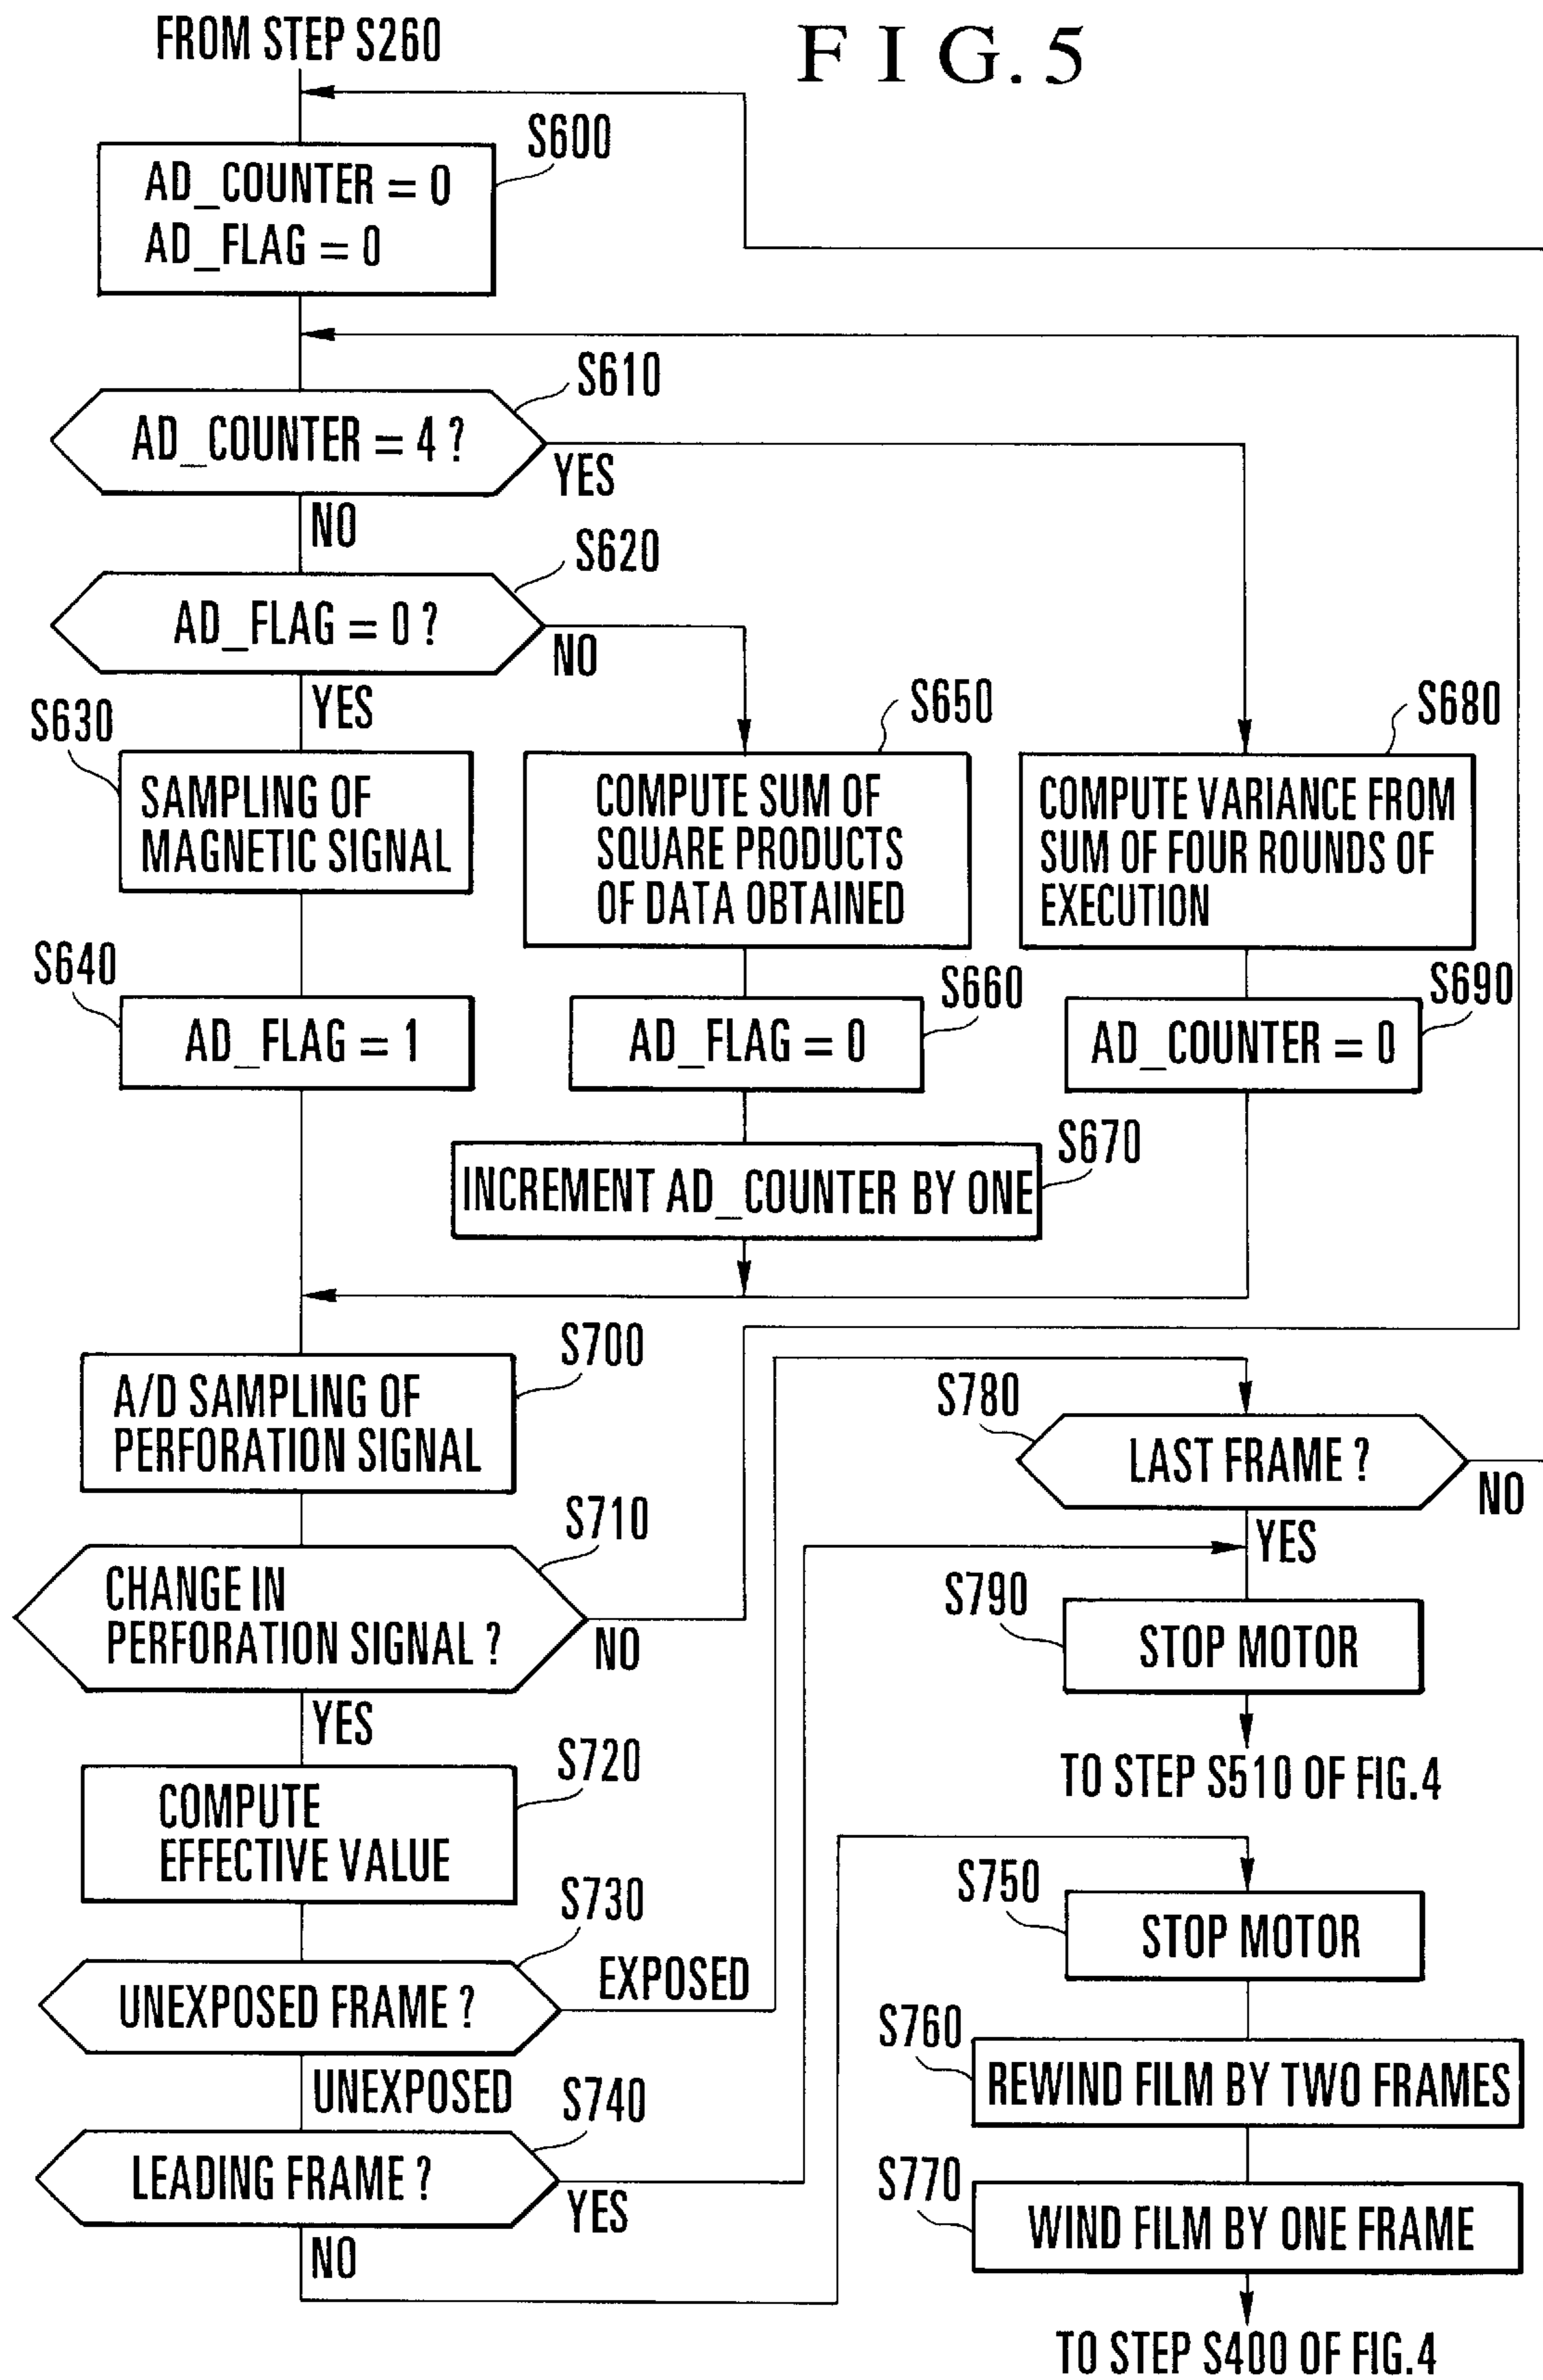 FROM STEP S260
F I G. 5
S600
AD_COUNTER = 0
AD_FLAG = 0
S610
AD_COUNTER = 4 ?
YES
NO
S620
AD_FLAG = 0 ?
NO
YES
S630
SAMPLING OF
MAGNETIC SIGNAL
S650
COMPUTE SUM OF
SQUARE PRODUCTS
OF DATA OBTAINED
S680
COMPUTE VARIANCE FROM
SUM OF FOUR ROUNDS OF
EXECUTION
S640
AD_FLAG = 1
S660
AD_FLAG = 0
S690
AD_COUNTER = 0
S670
INCREMENT AD_COUNTER BY ONE
S700
A/D SAMPLING OF
PERFORATION SIGNAL
S710
CHANGE IN
PERFORATION SIGNAL ?
NO
YES
S780
LAST FRAME ?
NO
YES
S790
STOP MOTOR
TO STEP S510 OF FIG.4
S720
COMPUTE
EFFECTIVE VALUE
S730
UNEXPOSED FRAME ?
EXPOSED
UNEXPOSED
S740
LEADING FRAME ?
YES
NO
S750
STOP MOTOR
S760
REWIND FILM BY TWO FRAMES
S770
WIND FILM BY ONE FRAME
TO STEP S400 OF FIG.4